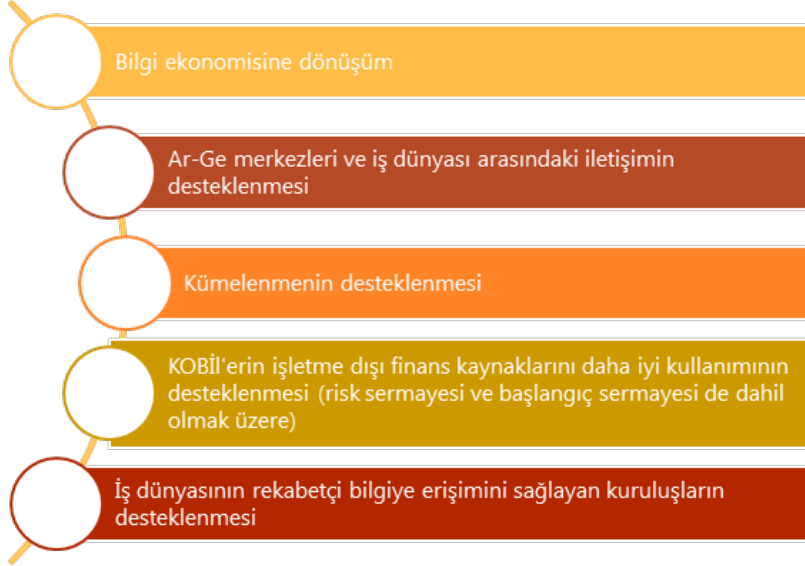 Bilgi ekonomisine dönüşüm
Ar-Ge merkezleri ve iş dünyası arasındaki iletişimin
desteklenmesi
Kümelenmenin desteklenmesi
KOBİl'erin işletme dışı finans kaynaklarını daha iyi kullanımının
desteklenmesi (risk sermayesi ve başlangıç sermayesi de dahil
olmak üzere)
İş dünyasının rekabetçi bilgiye erişimini sağlayan kuruluşların
desteklenmesi